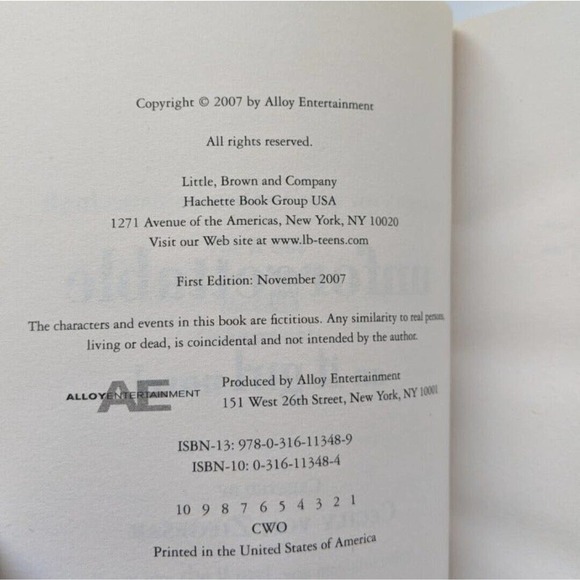 Copyright © 2007 by Alloy Entertainment
All rights reserved.
Little, Brown and Company
Hachette Book Group USA
1271 Avenue of the Americas, New York, NY 10020
Visit our Web site at www.lb-teens.com
First Edition: November 2007
The characters and events in this book are fictitious. Any similarity to real person,
living or dead, is coincidental and not intended by the author.
ALLOYENTERTAINMENT
AE
Produced by Alloy Entertainment
151 West 26th Street, New York, NY 10001
ISBN-13: 978-0-316-11348-9
ISBN-10: 0-316-11348-4
10 9 8 7 6 5 4 3 2 1
CWO
Printed in the United States of America